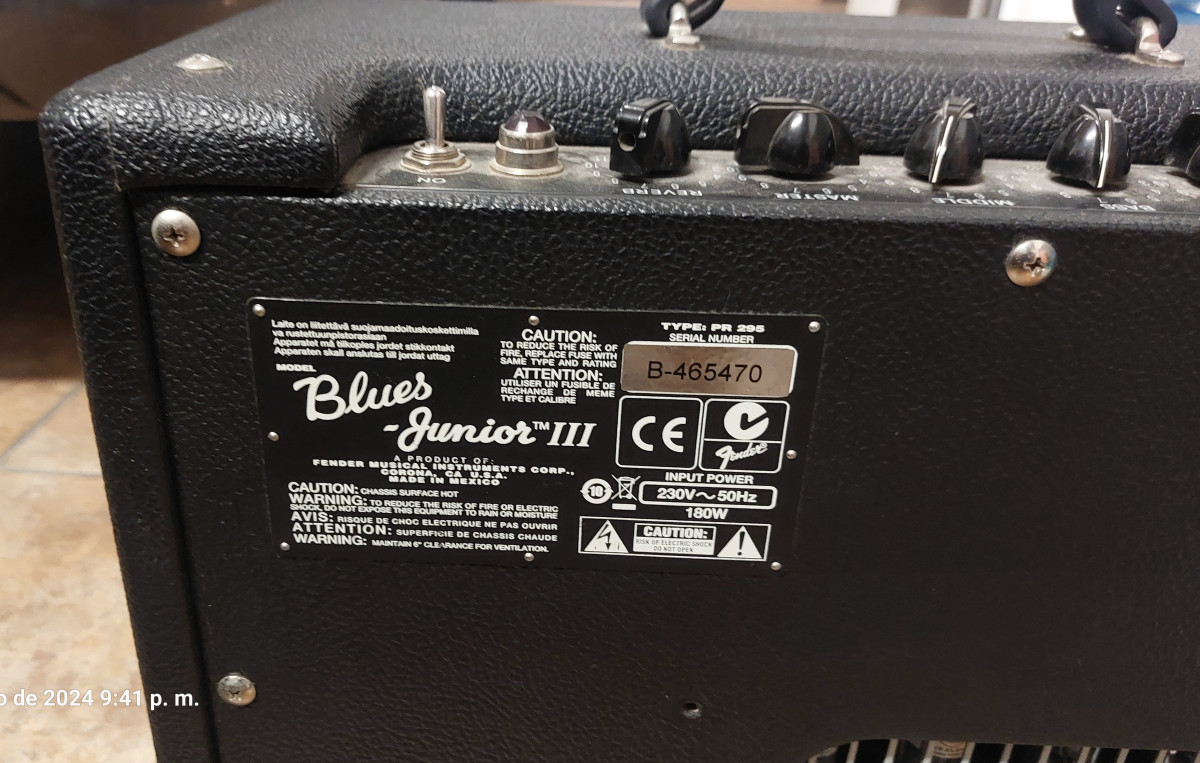 ON
REVERB
MASTER
MIDDLE
Laite on liitettävä suojamaadoituskoskettimilla
va rustettuunpistorasiaan
Apparatet må tilkoples jordet stikkontakt
Apparaten skall anslutas till jordat uttag
MODEL
Blues
Junior™ III
A PRODUCT OF:
FENDER MUSICAL INSTRUMENTS CORP.,
CORONA, CA U.S.A.
MADE IN MEXICO
CAUTION: CHASSIS SURFACE HOT
WARNING: TO REDUCE THE RISK OF FIRE OR ELECTRIC
SHOCK, DO NOT EXPOSE THIS EQUIPMENT TO RAIN OR MOISTURE
AVIS: RISQUE DE CHOC ELECTRIQUE NE PAS OUVRIR
ATTENTION: SUPERFICIE DE CHASSIS CHAUDE
WARNING: MAINTAIN 6" CLEARANCE FOR VENTILATION.
CAUTION:
TO REDUCE THE RISK OF
FIRE, REPLACE FUSE WITH
SAME TYPE AND RATING
ATTENTION:
UTILISER UN FUSIBLE DE
RECHANGE DE MEME
TYPE ET CALIBRE
TYPE: PR 295
SERIAL NUMBER
B-465470
CE
Fender
INPUT POWER
10
230V～50Hz
180W
CAUTION:
RISK OF ELECTRIC SHOCK
DO NOT OPEN
o de 2024 9:41 p. m.